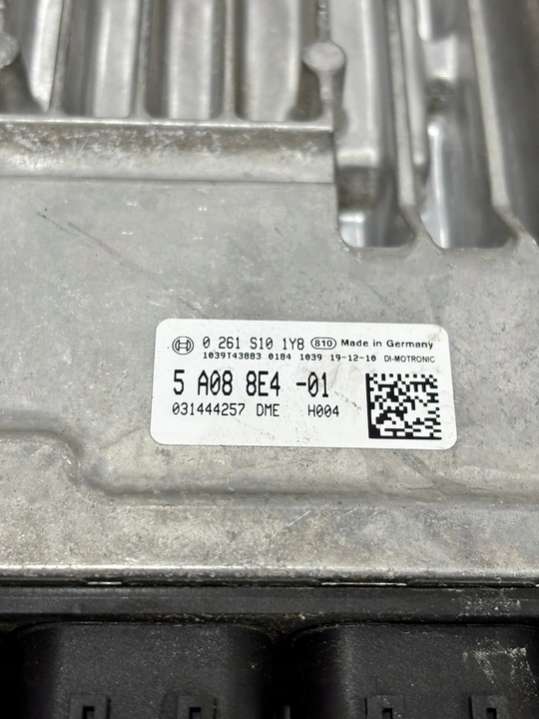 0 261 S10 1Y8 810 Made in Germany
1039T43883 0184 1039 19-12-10 DI-MOTRONIC
5 A08 8E4 -01
031444257 DME H004